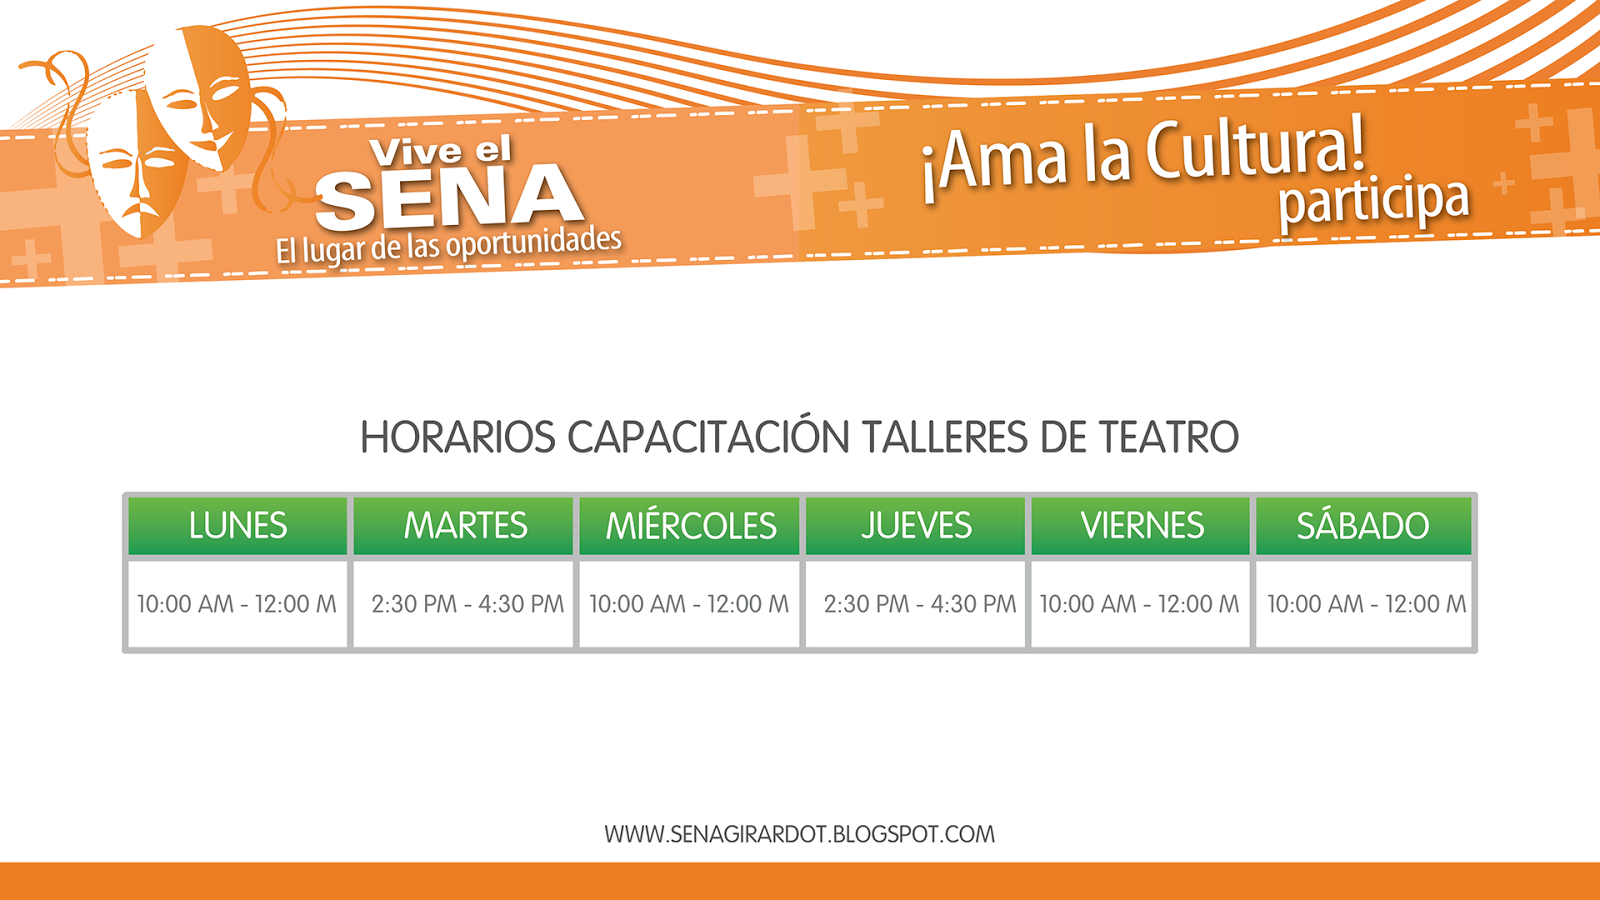 Vive el
SENA
El lugar de las oportunidades
¡Ama la Cultura!
participa
HORARIOS CAPACITACIÓN TALLERES DE TEATRO
LUNES MARTES MIÉRCOLES JUEVES VIERNES SÁBADO
10:00 AM - 12:00 M 2:30 PM - 4:30 PM 10:00 AM - 12:00 M 2:30 PM - 4:30 PM 10:00 AM - 12:00 M 10:00 AM - 12:00 M
WWW.SENAGIRARDOT.BLOGSPOT.COM